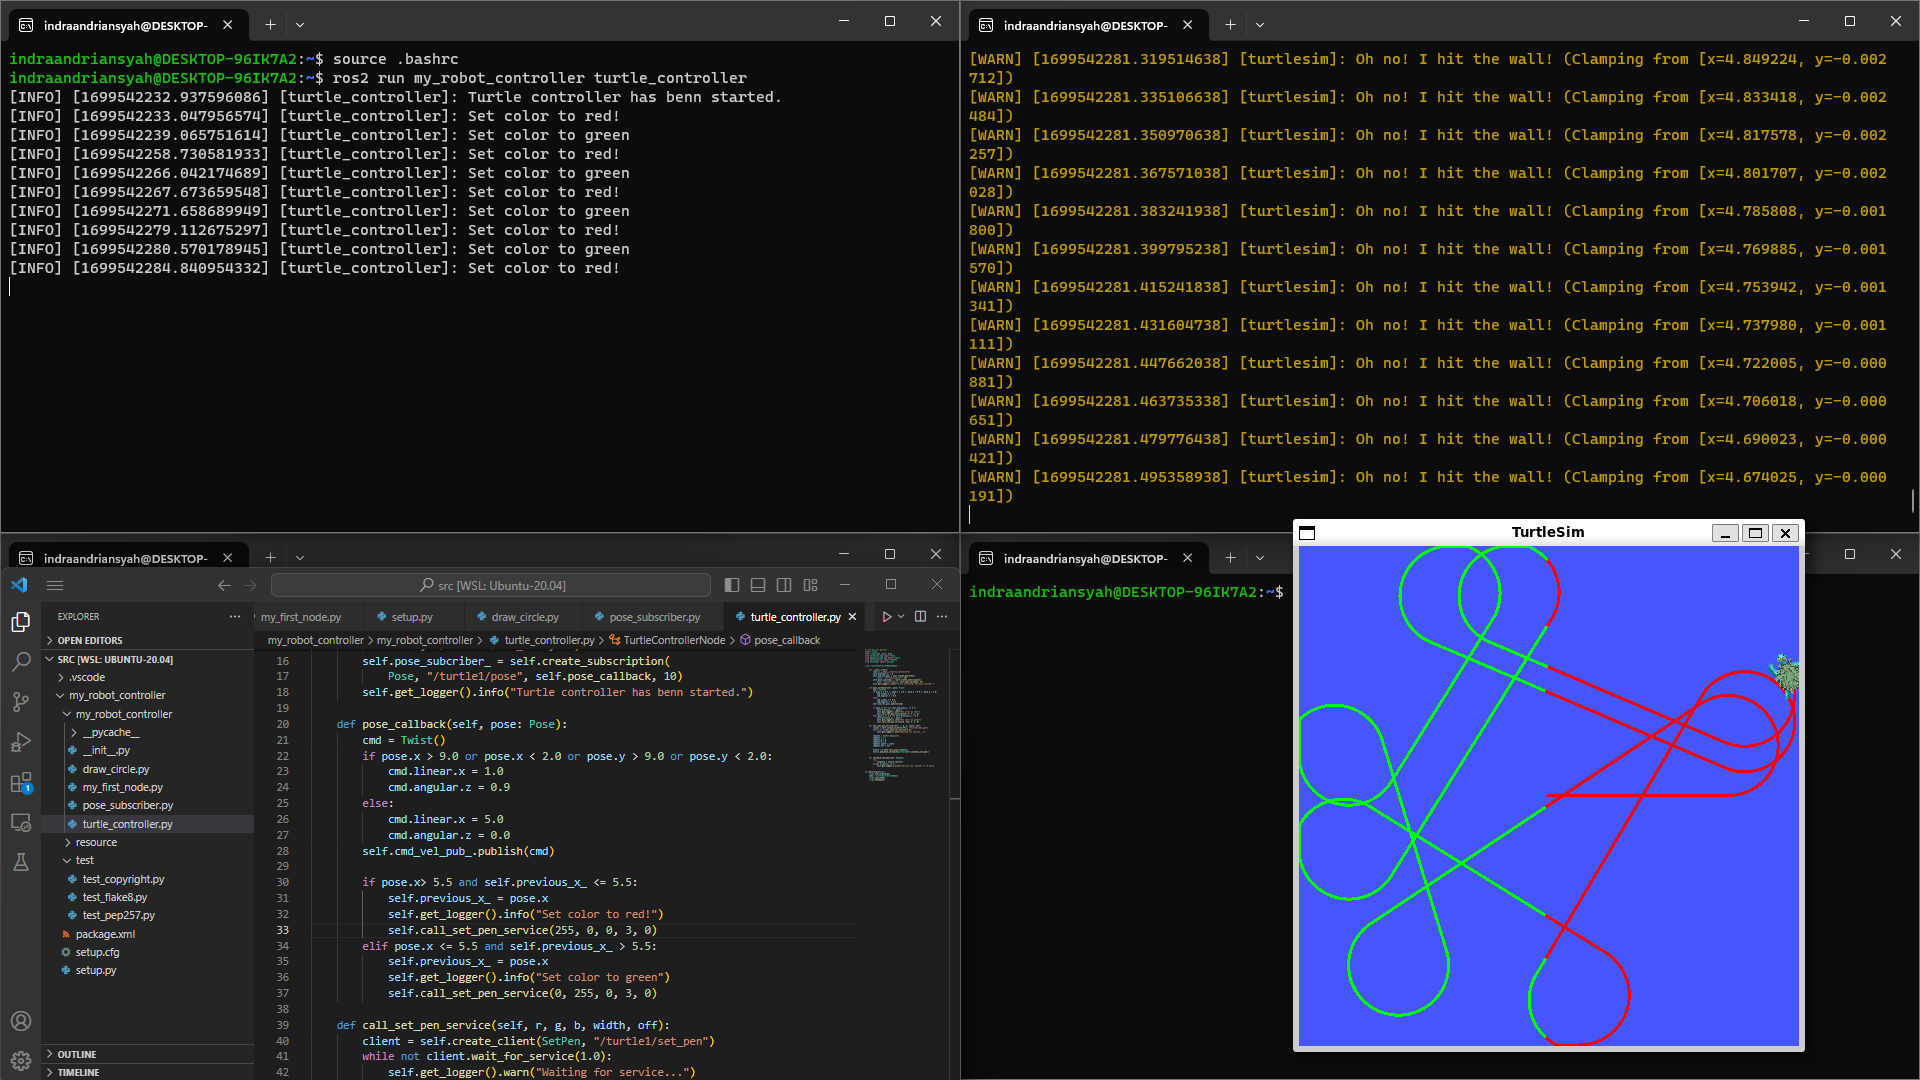 indraandriansyah@DESKTOP-
indraandriansyah@DESKTOP-96IK7A2:~$ source .bashrc
indraandriansyah@DESKTOP-96IK7A2:~$ ros2 run my_robot_controller turtle_controller
[INFO] [1699542232.937596086] [turtle_controller]: Turtle controller has benn started.
[INFO] [1699542233.047956574] [turtle_controller]: Set color to red!
[INFO] [1699542239.065751614] [turtle_controller]: Set color to green
[INFO] [1699542258.730581933] [turtle_controller]: Set color to red!
[INFO] [1699542266.042174689] [turtle_controller]: Set color to green
[INFO] [1699542267.673659548] [turtle_controller]: Set color to red!
[INFO] [1699542271.658689949] [turtle_controller]: Set color to green
[INFO] [1699542279.112675297] [turtle_controller]: Set color to red!
[INFO] [1699542280.570178945] [turtle_controller]: Set color to green
[INFO] [1699542284.840954332] [turtle_controller]: Set color to red!
indraandriansyah@DESKTOP-
[WARN] [1699542281.319514638] [turtlesim]: Oh no! I hit the wall! (Clamping from [x=4.849224, y=-0.002
712])
[WARN] [1699542281.335106638] [turtlesim]: Oh no! I hit the wall! (Clamping from [x=4.833418, y=-0.002
484])
[WARN] [1699542281.350970638] [turtlesim]: Oh no! I hit the wall! (Clamping from [x=4.817578, y=-0.002
257])
[WARN] [1699542281.367571038] [turtlesim]: Oh no! I hit the wall! (Clamping from [x=4.801707, y=-0.002
028])
[WARN] [1699542281.383241938] [turtlesim]: Oh no! I hit the wall! (Clamping from [x=4.785808, y=-0.001
800])
[WARN] [1699542281.399795238] [turtlesim]: Oh no! I hit the wall! (Clamping from [x=4.769885, y=-0.001
570])
[WARN] [1699542281.415241838] [turtlesim]: Oh no! I hit the wall! (Clamping from [x=4.753942, y=-0.001
341])
[WARN] [1699542281.431604738] [turtlesim]: Oh no! I hit the wall! (Clamping from [x=4.737980, y=-0.001
111])
[WARN] [1699542281.447662038] [turtlesim]: Oh no! I hit the wall! (Clamping from [x=4.722005, y=-0.000
881])
[WARN] [1699542281.463735338] [turtlesim]: Oh no! I hit the wall! (Clamping from [x=4.706018, y=-0.000
651])
[WARN] [1699542281.479776438] [turtlesim]: Oh no! I hit the wall! (Clamping from [x=4.690023, y=-0.000
421])
[WARN] [1699542281.495358938] [turtlesim]: Oh no! I hit the wall! (Clamping from [x=4.674025, y=-0.000
191])
indraandriansyah@DESKTOP-
src [WSL: Ubuntu-20.04]
EXPLORER
OPEN EDITORS
SRC [WSL: UBUNTU-20.04]
.vscode
my_robot_controller
my_robot_controller
__pycache__
__init__.py
draw_circle.py
my_first_node.py
pose_subscriber.py
turtle_controller.py
resource
test
test_copyright.py
test_flake8.py
test_pep257.py
package.xml
setup.cfg
setup.py
OUTLINE
TIMELINE
1
my_first_node.py setup.py draw_circle.py pose_subscriber.py turtle_controller.py
my_robot_controller > my_robot_controller > turtle_controller.py > TurtleControllerNode > pose_callback
16 self.pose_subcriber_ = self.create_subscription(
17 Pose, "/turtle1/pose", self.pose_callback, 10)
18 self.get_logger().info("Turtle controller has benn started.")
19
20 def pose_callback(self, pose: Pose):
21 cmd = Twist()
22 if pose.x > 9.0 or pose.x < 2.0 or pose.y > 9.0 or pose.y < 2.0:
23 cmd.linear.x = 1.0
24 cmd.angular.z = 0.9
25 else:
26 cmd.linear.x = 5.0
27 cmd.angular.z = 0.0
28 self.cmd_vel_pub_.publish(cmd)
29
30 if pose.x> 5.5 and self.previous_x_ <= 5.5:
31 self.previous_x_ = pose.x
32 self.get_logger().info("Set color to red!")
33 self.call_set_pen_service(255, 0, 0, 3, 0)
34 elif pose.x <= 5.5 and self.previous_x_ > 5.5:
35 self.previous_x_ = pose.x
36 self.get_logger().info("Set color to green")
37 self.call_set_pen_service(0, 255, 0, 3, 0)
38
39 def call_set_pen_service(self, r, g, b, width, off):
40 client = self.create_client(SetPen, "/turtle1/set_pen")
41 while not client.wait_for_service(1.0):
42 self.get_logger().warn("Waiting for service...")
indraandriansyah@DESKTOP-
indraandriansyah@DESKTOP-96IK7A2:~$
TurtleSim